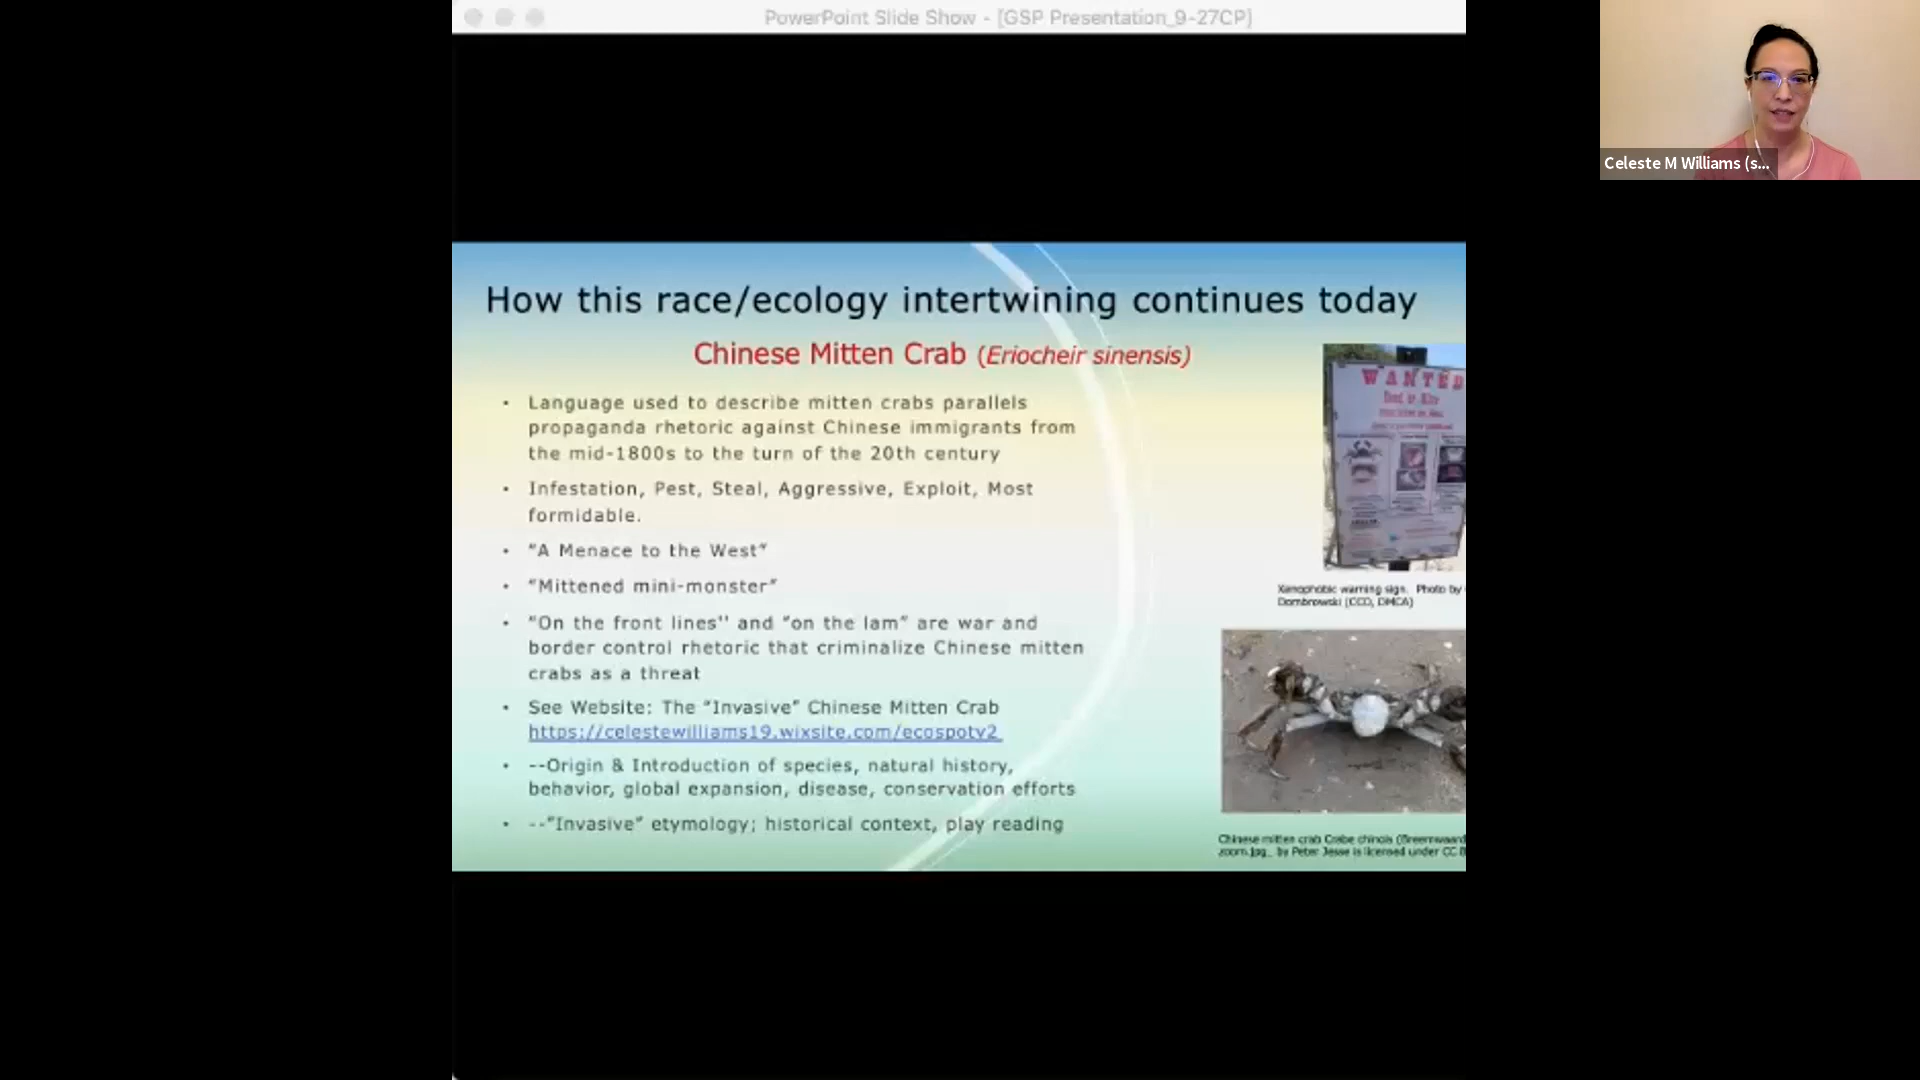 PowerPoint Slide Show - [GSP Presentation_9-27CP]
Celeste M Williams (s...
How this race/ecology intertwining continues today
Chinese Mitten Crab (Eriocheir sinensis)
• Language used to describe mitten crabs parallels
propaganda rhetoric against Chinese immigrants from
the mid-1800s to the turn of the 20th century
• Infestation, Pest, Steal, Aggressive, Exploit, Most
formidable.
• "A Menace to the West"
• "Mittened mini-monster"
• "On the front lines'' and "on the lam" are war and
border control rhetoric that criminalize Chinese mitten
crabs as a threat
• See Website: The "Invasive" Chinese Mitten Crab
https://celestewilliams19.wixsite.com/ecospotv2
• --Origin & Introduction of species, natural history,
behavior, global expansion, disease, conservation efforts
• --"Invasive" etymology; historical context, play reading
WANTED
Xenophobic warning sign. Photo by
Dombrowski (CCO, DMCA)
Chinese mitten crab Crabe chinois
zoom.jpg_ by Peter Jesse is licensed under CC